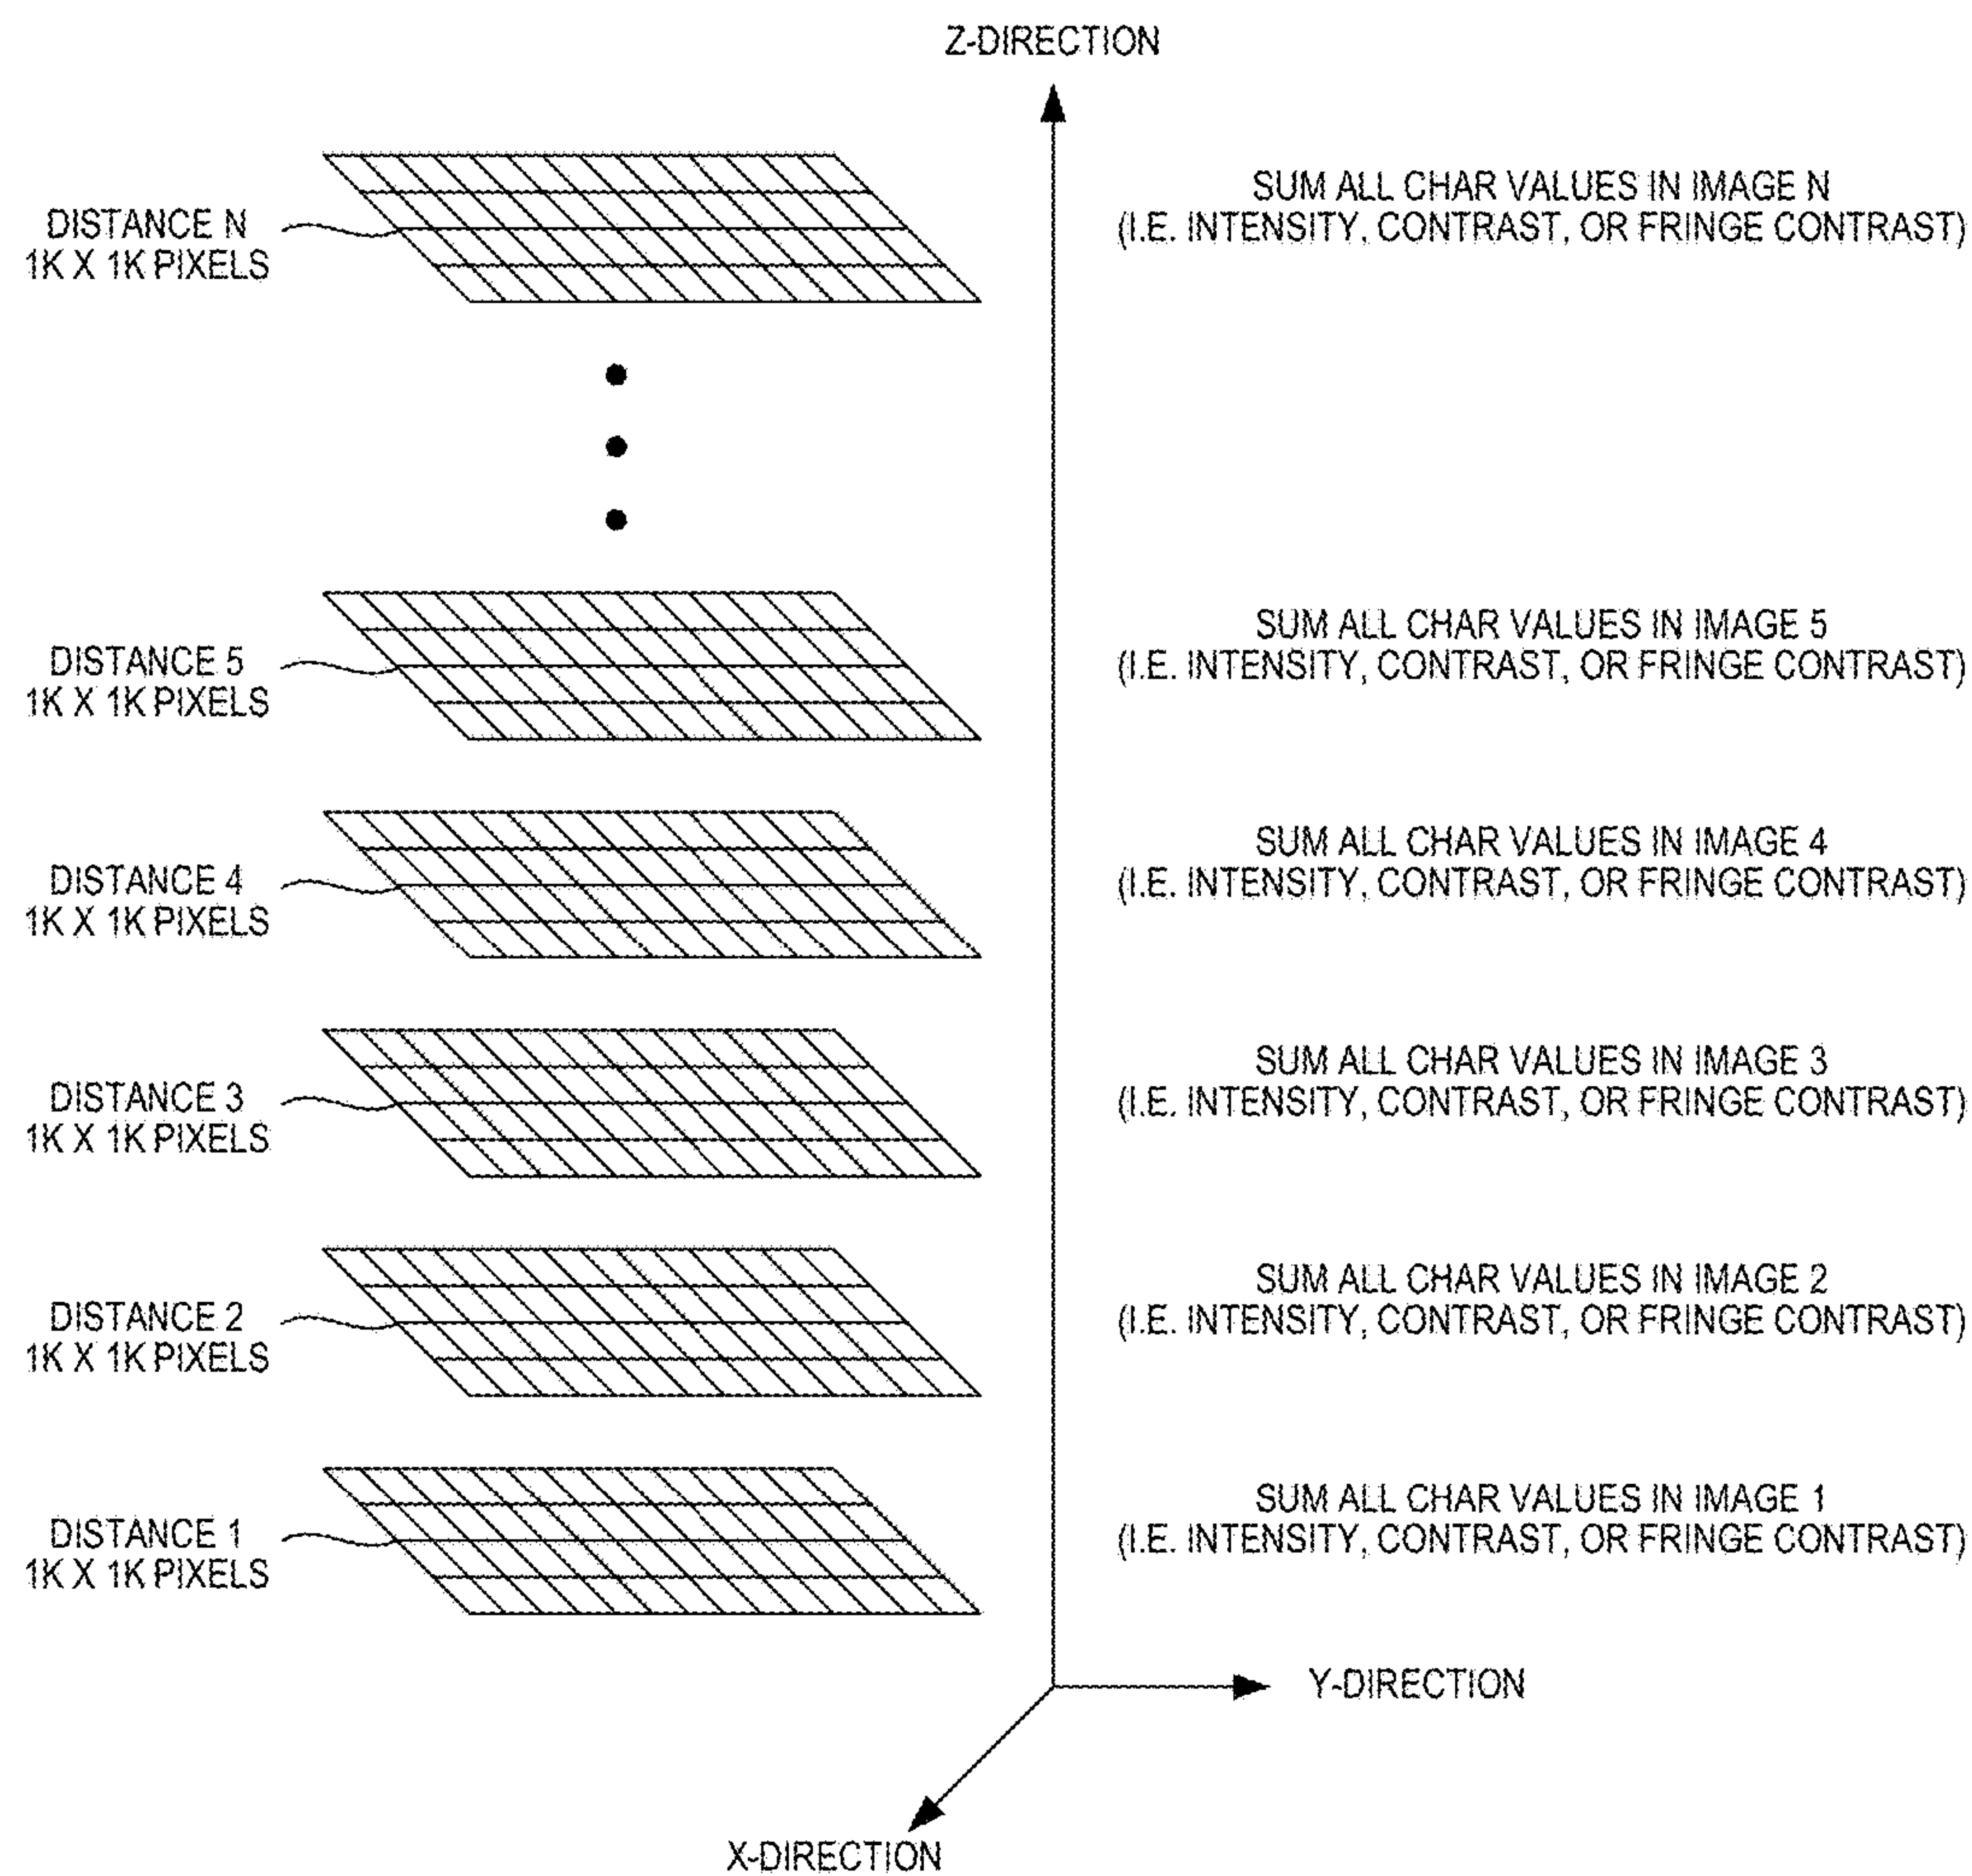 Z-DIRECTION
DISTANCE N
1K X 1K PIXELS
SUM ALL CHAR VALUES IN IMAGE N
(I.E. INTENSITY, CONTRAST, OR FRINGE CONTRAST)
DISTANCE 5
1K X 1K PIXELS
SUM ALL CHAR VALUES IN IMAGE 5
(I.E. INTENSITY, CONTRAST, OR FRINGE CONTRAST)
DISTANCE 4
1K X 1K PIXELS
SUM ALL CHAR VALUES IN IMAGE 4
(I.E. INTENSITY, CONTRAST, OR FRINGE CONTRAST)
DISTANCE 3
1K X 1K PIXELS
SUM ALL CHAR VALUES IN IMAGE 3
(I.E. INTENSITY, CONTRAST, OR FRINGE CONTRAST)
DISTANCE 2
1K X 1K PIXELS
SUM ALL CHAR VALUES IN IMAGE 2
(I.E. INTENSITY, CONTRAST, OR FRINGE CONTRAST)
DISTANCE 1
1K X 1K PIXELS
SUM ALL CHAR VALUES IN IMAGE 1
(I.E. INTENSITY, CONTRAST, OR FRINGE CONTRAST)
Y-DIRECTION
X-DIRECTION